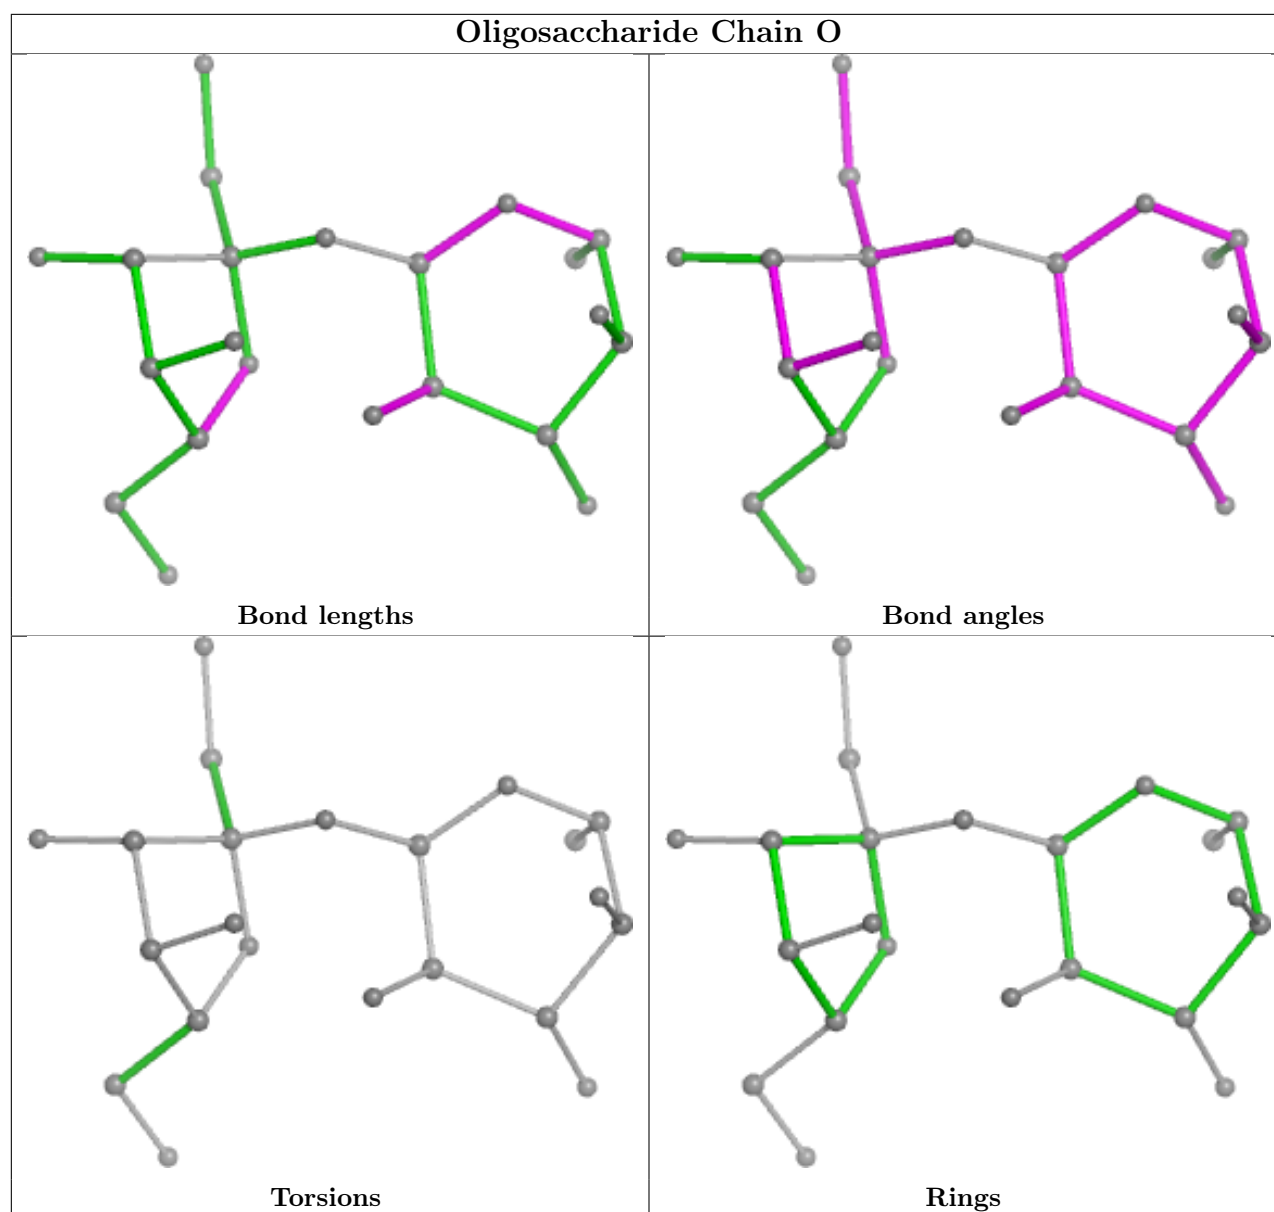 Oligosaccharide Chain O
Bond lengths
Bond angles
Torsions
Rings